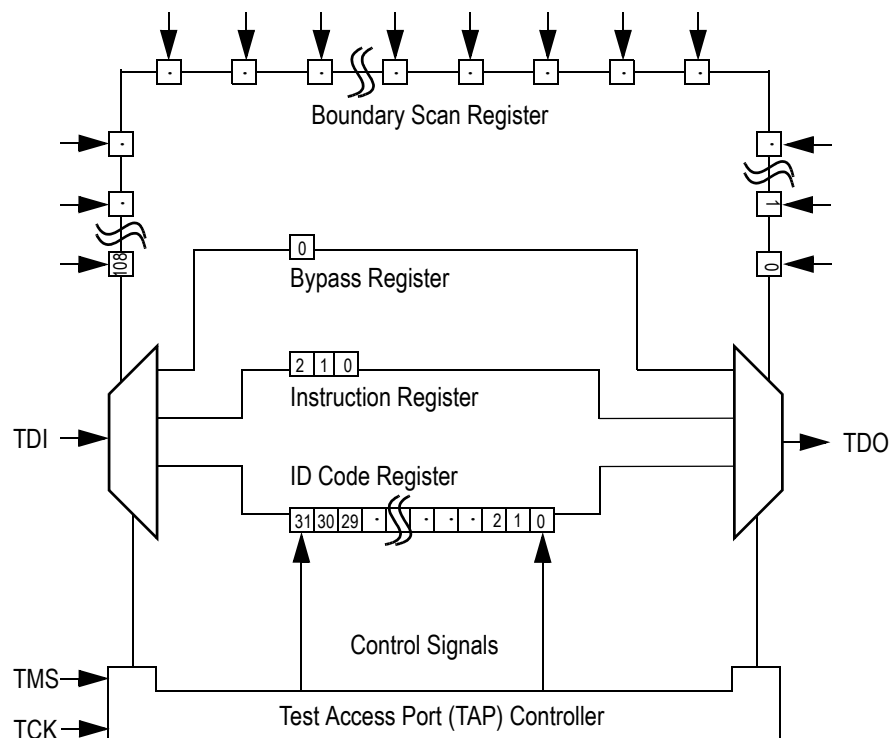 · · · · · · · ·
Boundary Scan Register
· ·
· 1
108 0
0
Bypass Register
2 1 0
Instruction Register
TDI TDO
ID Code Register
31 30 29 · · · · 2 1 0
Control Signals
TMS
Test Access Port (TAP) Controller
TCK